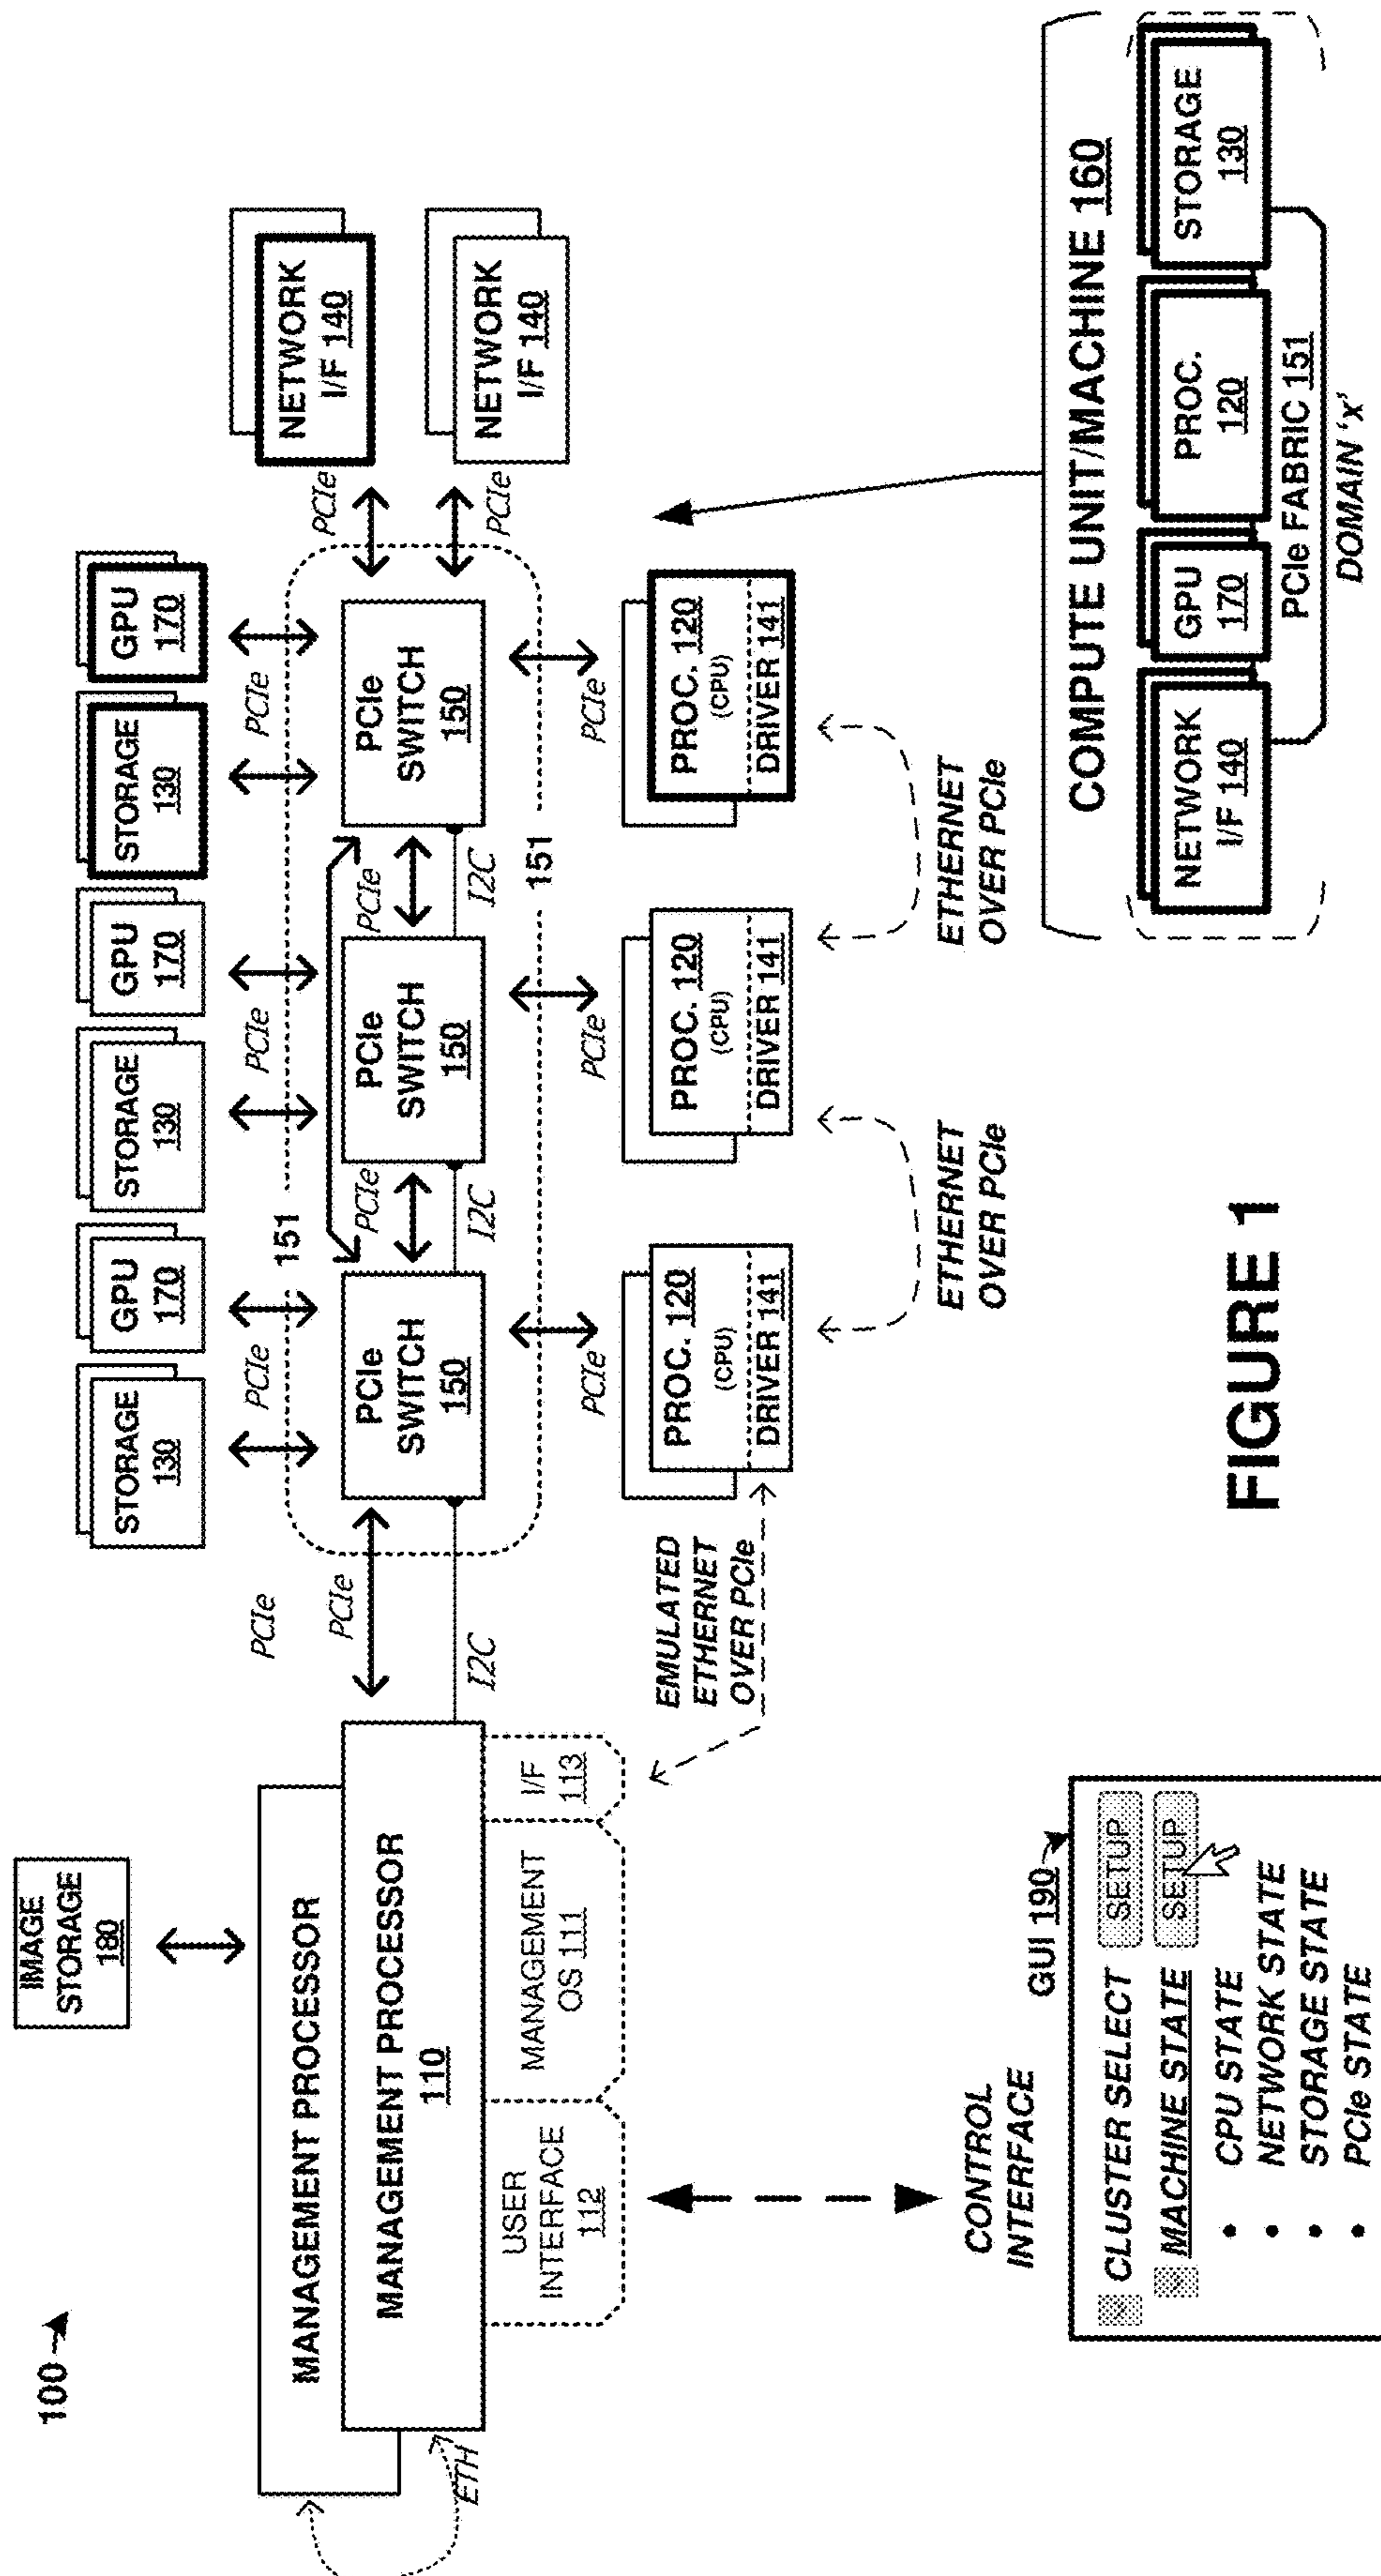 100
IMAGE
STORAGE
180
MANAGEMENT PROCESSOR
MANAGEMENT PROCESSOR
110
ETH
USER
INTERFACE
112
MANAGEMENT
OS 111
I/F
113
PCIe
PCIe
I2C
STORAGE
130
GPU
170
STORAGE
130
GPU
170
STORAGE
130
GPU
170
PCIe
PCIe
PCIe
151
PCIe
SWITCH
150
PCIe
I2C
PCIe
SWITCH
150
PCIe
I2C
PCIe
SWITCH
150
151
PCIe
NETWORK
I/F 140
PCIe
NETWORK
I/F 140
PCIe
PROC. 120
(CPU)
DRIVER 141
PCIe
PROC. 120
(CPU)
DRIVER 141
PCIe
PROC. 120
(CPU)
DRIVER 141
EMULATED
ETHERNET
OVER PCIe
ETHERNET
OVER PCIe
ETHERNET
OVER PCIe
CONTROL
INTERFACE
GUI 190
CLUSTER SELECT
SETUP
MACHINE STATE
SETUP
• CPU STATE
• NETWORK STATE
• STORAGE STATE
• PCIe STATE
COMPUTE UNIT/MACHINE 160
NETWORK
I/F 140
GPU
170
PROC.
120
STORAGE
130
PCIe FABRIC 151
DOMAIN 'x'
FIGURE 1